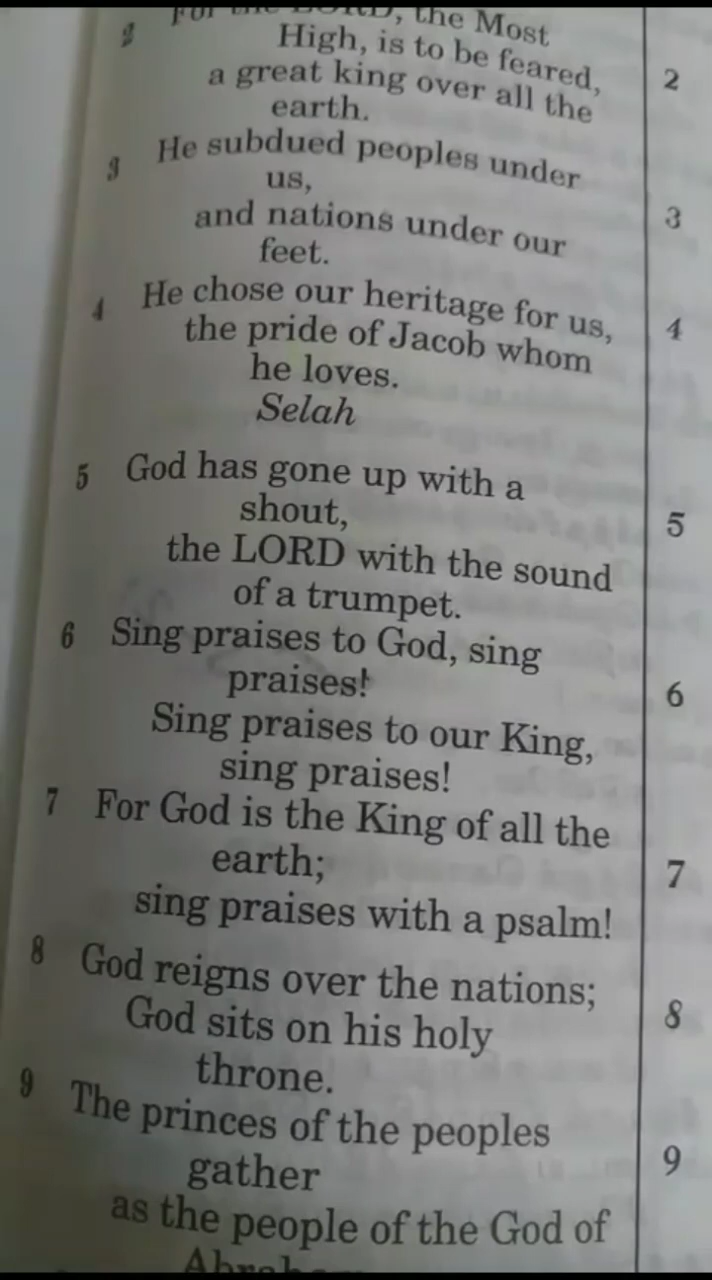 2 For the LORD, the Most
High, is to be feared,
a great king over all the
earth.
3 He subdued peoples under
us,
and nations under our
feet.
4 He chose our heritage for us,
the pride of Jacob whom
he loves.
Selah
5 God has gone up with a
shout,
the LORD with the sound
of a trumpet.
6 Sing praises to God, sing
praises!
Sing praises to our King,
sing praises!
7 For God is the King of all the
earth;
sing praises with a psalm!
8 God reigns over the nations;
God sits on his holy
throne.
9 The princes of the peoples
gather
as the people of the God of
2
3
4
5
6
7
8
9